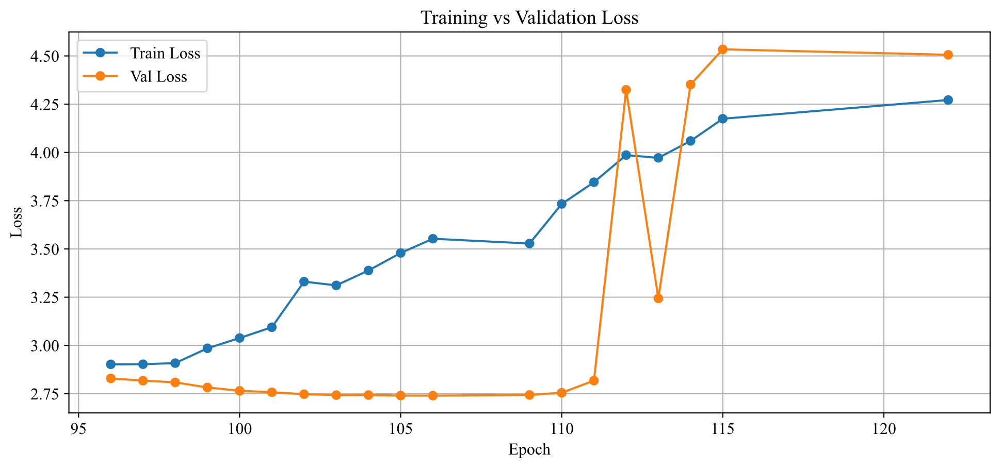 Training vs Validation Loss
Train Loss
Val Loss
4.50
4.25
4.00
3.75
3.50
3.25
3.00
2.75
Loss
95 100 105 110 115 120
Epoch